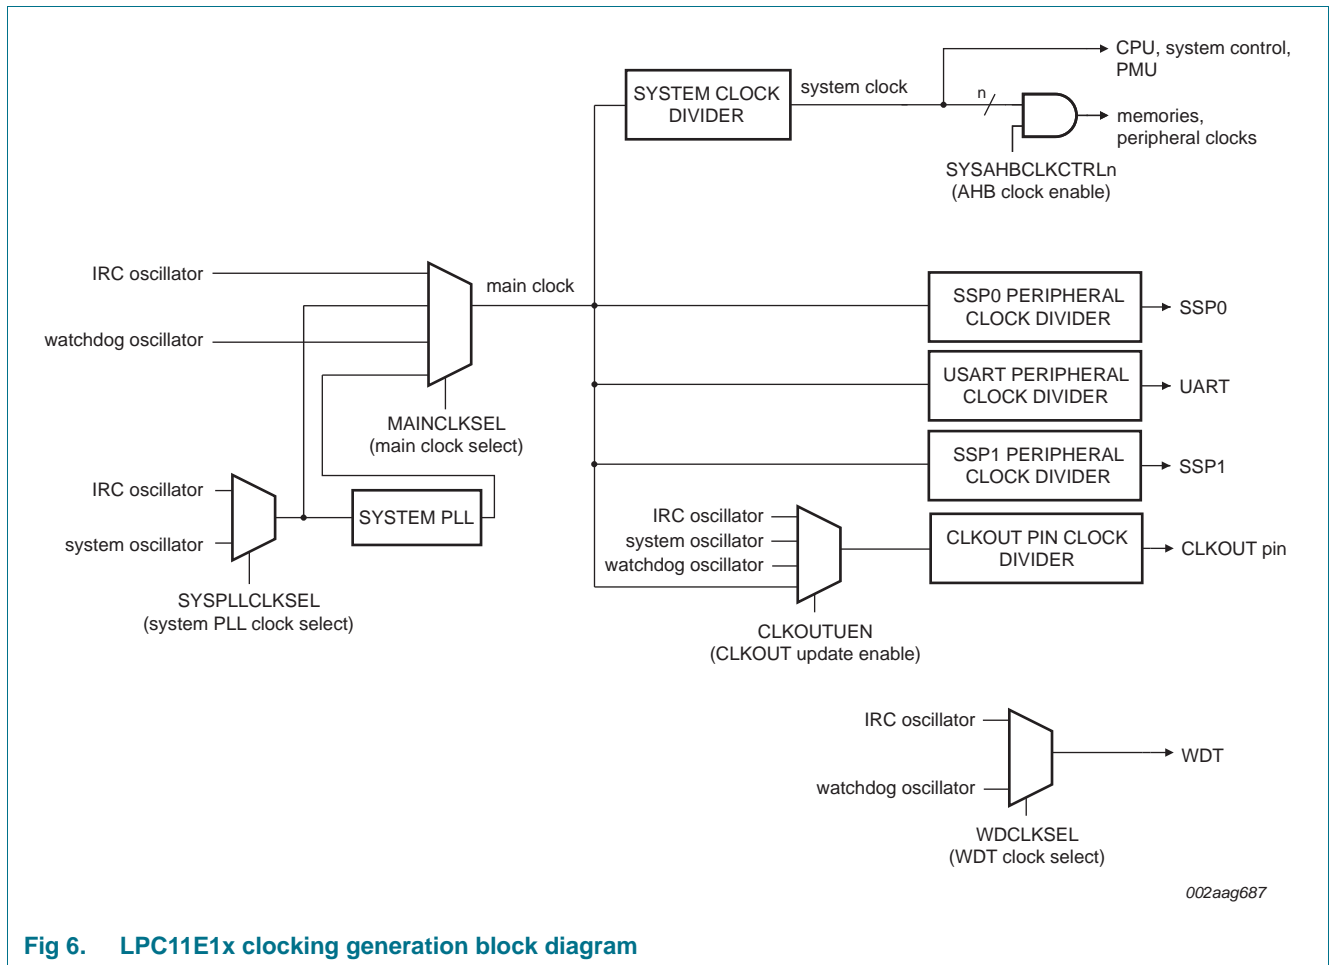 CPU, system control,
PMU
SYSTEM CLOCK
DIVIDER
system clock
n
memories,
peripheral clocks
SYSAHBCLKCTRLn
(AHB clock enable)
IRC oscillator
main clock
watchdog oscillator
MAINCLKSEL
(main clock select)
SSP0 PERIPHERAL
CLOCK DIVIDER
SSP0
USART PERIPHERAL
CLOCK DIVIDER
UART
SSP1 PERIPHERAL
CLOCK DIVIDER
SSP1
IRC oscillator
system oscillator
SYSTEM PLL
SYSPLLCLKSEL
(system PLL clock select)
IRC oscillator
system oscillator
watchdog oscillator
CLKOUT PIN CLOCK
DIVIDER
CLKOUT pin
CLKOUTUEN
(CLKOUT update enable)
IRC oscillator
watchdog oscillator
WDT
WDCLKSEL
(WDT clock select)
002aag687
Fig 6. LPC11E1x clocking generation block diagram